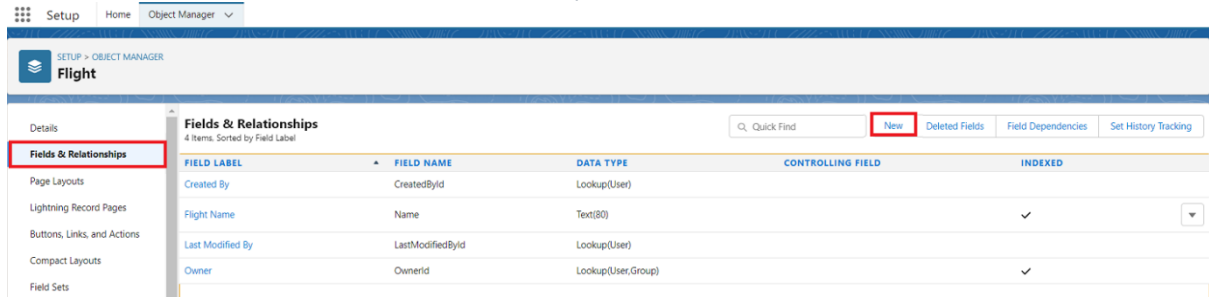 Setup Home Object Manager
SETUP > OBJECT MANAGER
Flight
Details
Fields & Relationships
Page Layouts
Lightning Record Pages
Buttons, Links, and Actions
Compact Layouts
Field Sets
Fields & Relationships
4 Items. Sorted by Field Label
Quick Find New Deleted Fields Field Dependencies Set History Tracking
FIELD LABEL FIELD NAME DATA TYPE CONTROLLING FIELD INDEXED
Created By CreatedById Lookup(User)
Flight Name Name Text(80)
Last Modified By LastModifiedById Lookup(User)
Owner OwnerId Lookup(User,Group)